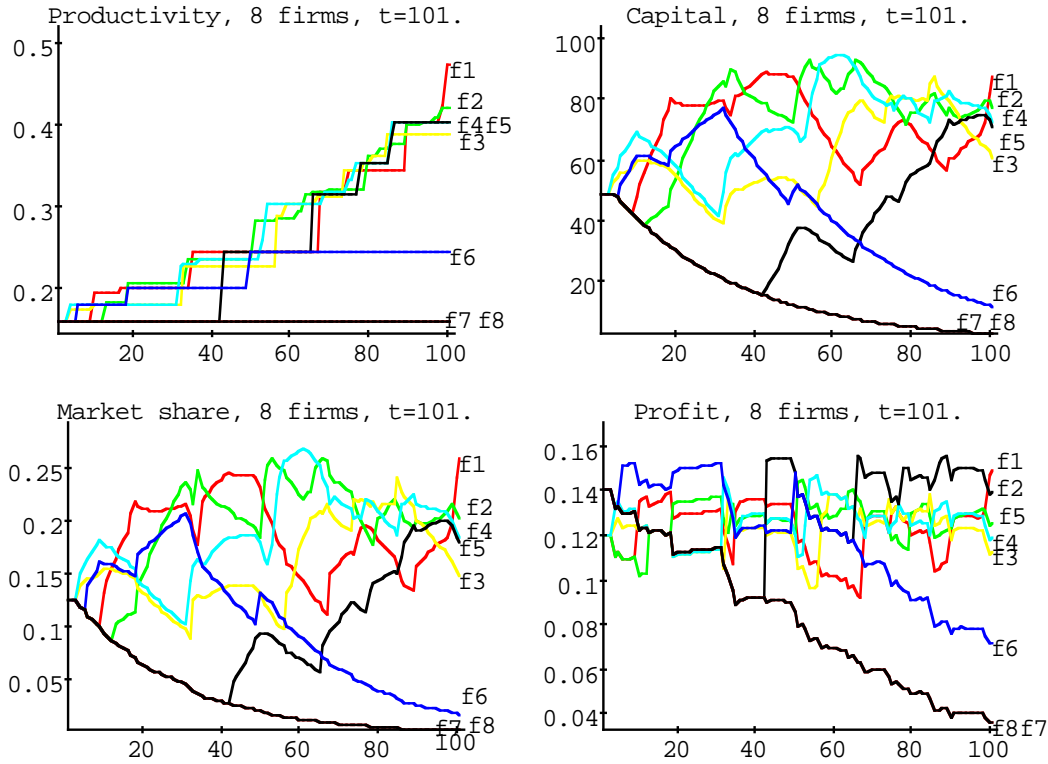 Productivity, 8 firms, t=101.
0.5
0.4
0.3
0.2
20 40 60 80 100
f1
f2
f4 f5
f3
f6
f7 f8
Capital, 8 firms, t=101.
100
80
60
40
20
20 40 60 80 100
f1
f2
f4
f5
f3
f6
f7 f8
Market share, 8 firms, t=101.
0.25
0.2
0.15
0.1
0.05
20 40 60 80 100
f1
f2
f4
f5
f3
f6
f7 f8
Profit, 8 firms, t=101.
0.16
0.14
0.12
0.1
0.08
0.06
0.04
20 40 60 80 100
f1
f2
f5
f4
f3
f6
f8 f7